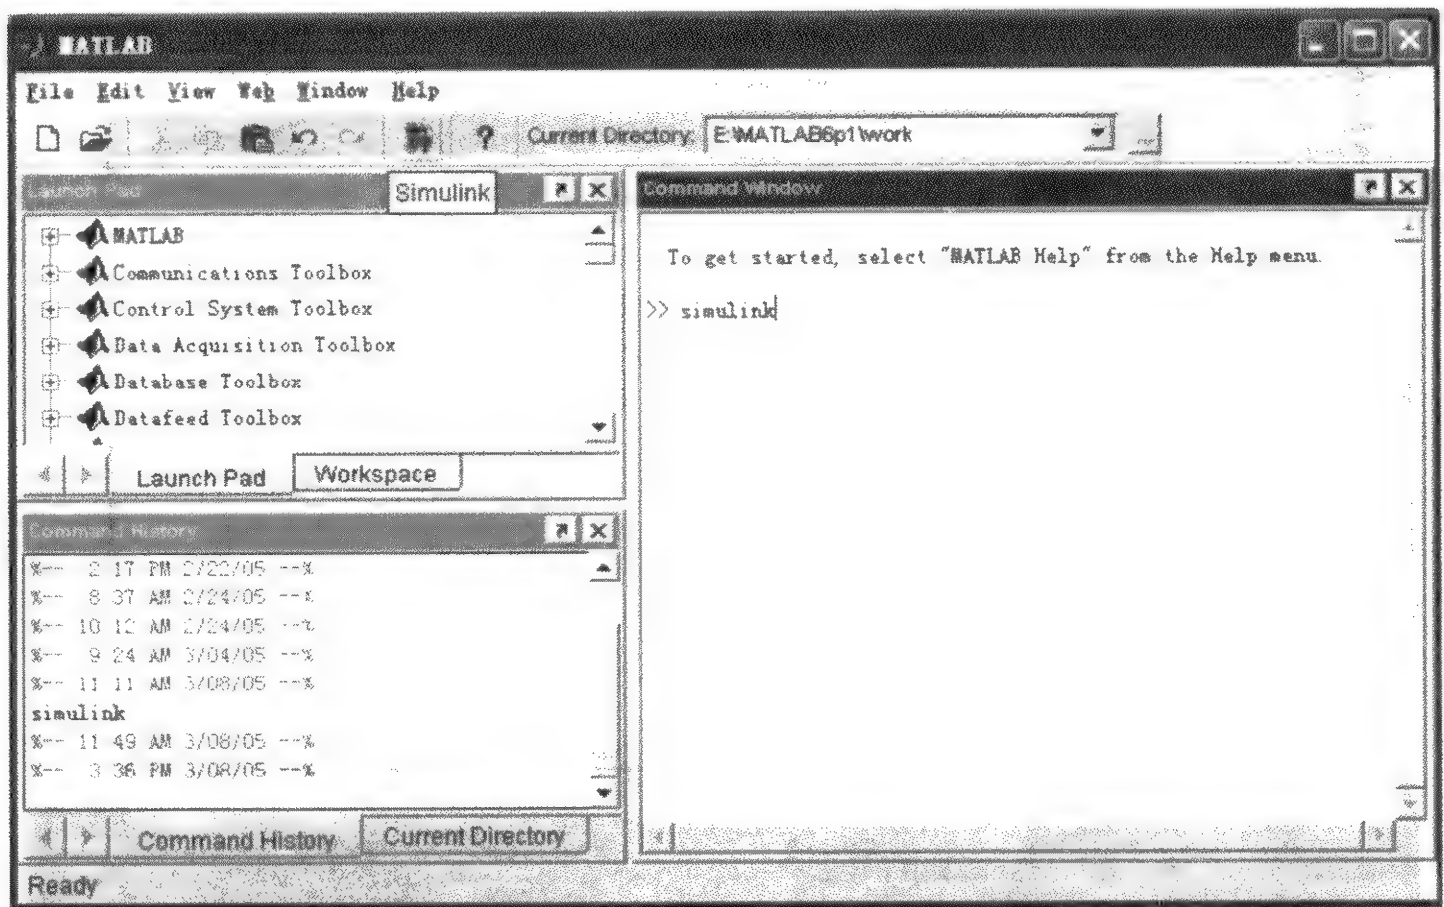 MATLAB
File Edit View Web Window Help
? Current Directory: E:\MATLAB6p1\work
Launch Pad
Simulink
MATLAB
Communications Toolbox
Control System Toolbox
Data Acquisition Toolbox
Database Toolbox
Datafeed Toolbox
Launch Pad Workspace
Command History
%-- 2 17 PM 2/22/05 --%
%-- 8 37 AM 2/24/05 --%
%-- 10 12 AM 2/24/05 --%
%-- 9 24 AM 3/04/05 --%
%-- 11 11 AM 3/08/05 --%
simulink
%-- 11 49 AM 3/08/05 --%
%-- 3 36 PM 3/08/05 --%
Command History Current Directory
Command Window
To get started, select "MATLAB Help" from the Help menu.
>> simulink
Ready